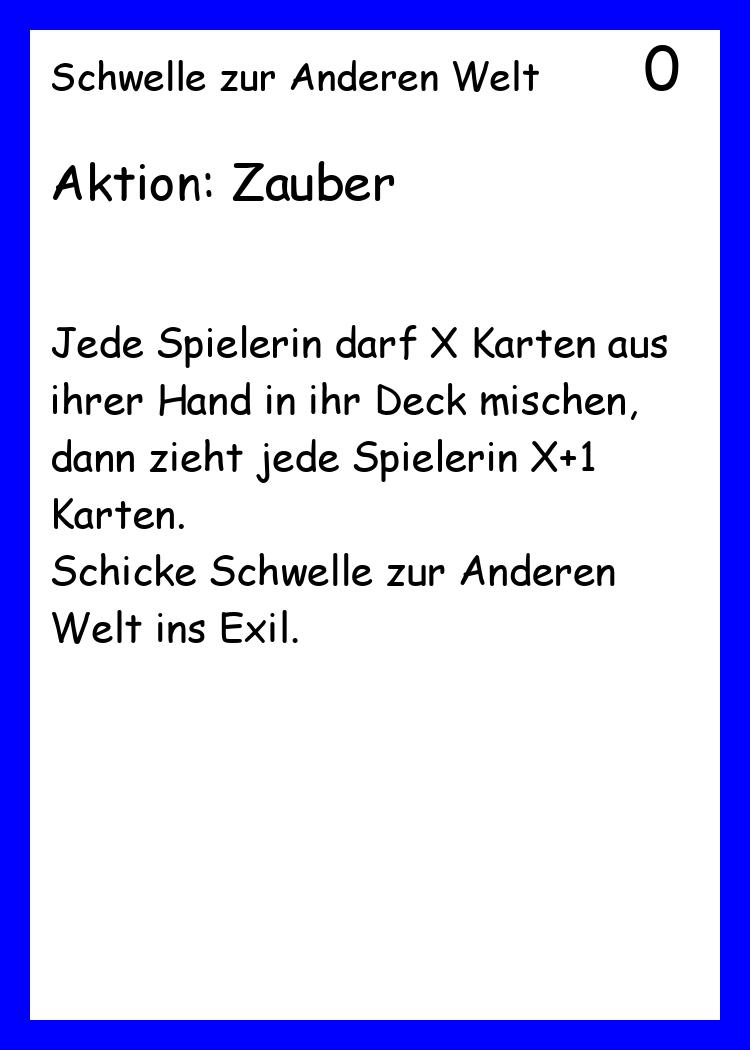 Schwelle zur Anderen Welt 0
Aktion: Zauber
Jede Spielerin darf X Karten aus
ihrer Hand in ihr Deck mischen,
dann zieht jede Spielerin X+1
Karten.
Schicke Schwelle zur Anderen
Welt ins Exil.